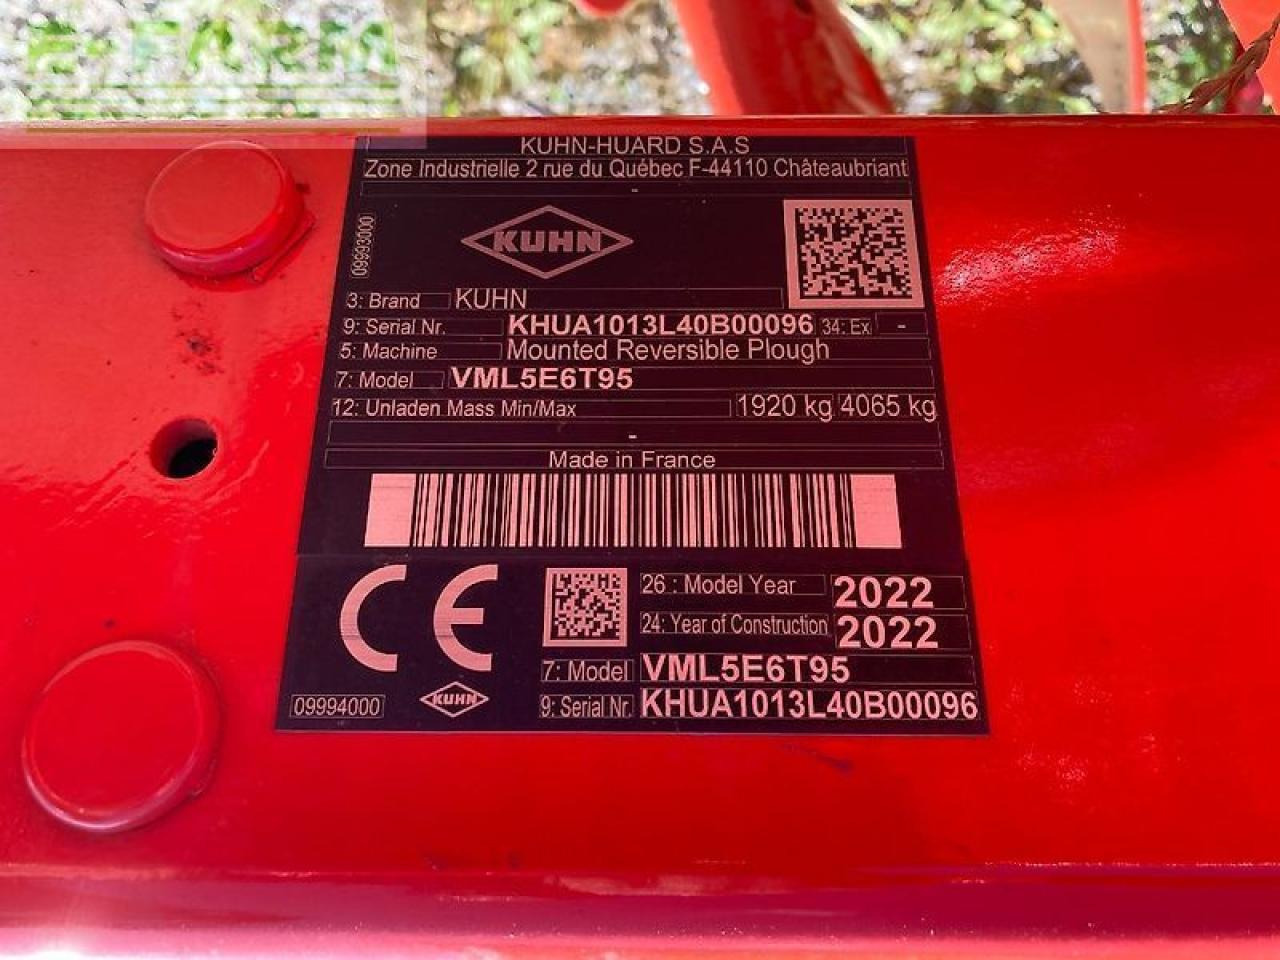 E-FARM
KUHN-HUARD S.A.S
Zone Industrielle 2 rue du Québec F-44110 Châteaubriant
-
09993000
KUHN
3: Brand KUHN
9: Serial Nr. KHUA1013L40B00096 34: Ex -
5: Machine Mounted Reversible Plough
7: Model VML5E6T95
12: Unladen Mass Min/Max 1920 kg 4065 kg
-
Made in France
CE
26 : Model Year 2022
24: Year of Construction 2022
7: Model VML5E6T95
09994000 KUHN 9: Serial Nr. KHUA1013L40B00096